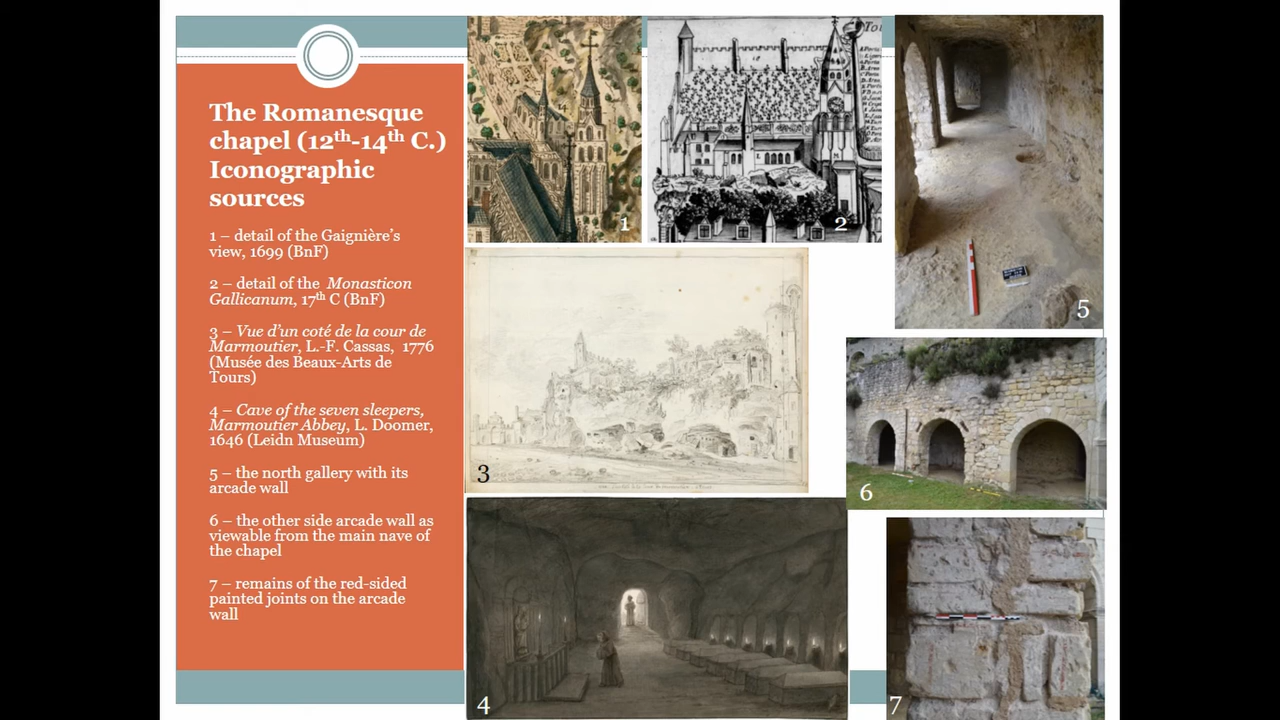 The Romanesque
chapel (12th-14th C.)
Iconographic
sources
1 – detail of the Gaignière's
view, 1699 (BnF)
2 – detail of the Monasticon
Gallicanum, 17th C (BnF)
3 – Vue d'un coté de la cour de
Marmoutier, L.-F. Cassas, 1776
(Musée des Beaux-Arts de
Tours)
4 – Cave of the seven sleepers,
Marmoutier Abbey, L. Doomer,
1646 (Leidn Museum)
5 – the north gallery with its
arcade wall
6 – the other side arcade wall as
viewable from the main nave of
the chapel
7 – remains of the red-sided
painted joints on the arcade
wall
14
1
2
3
4
5
6
7